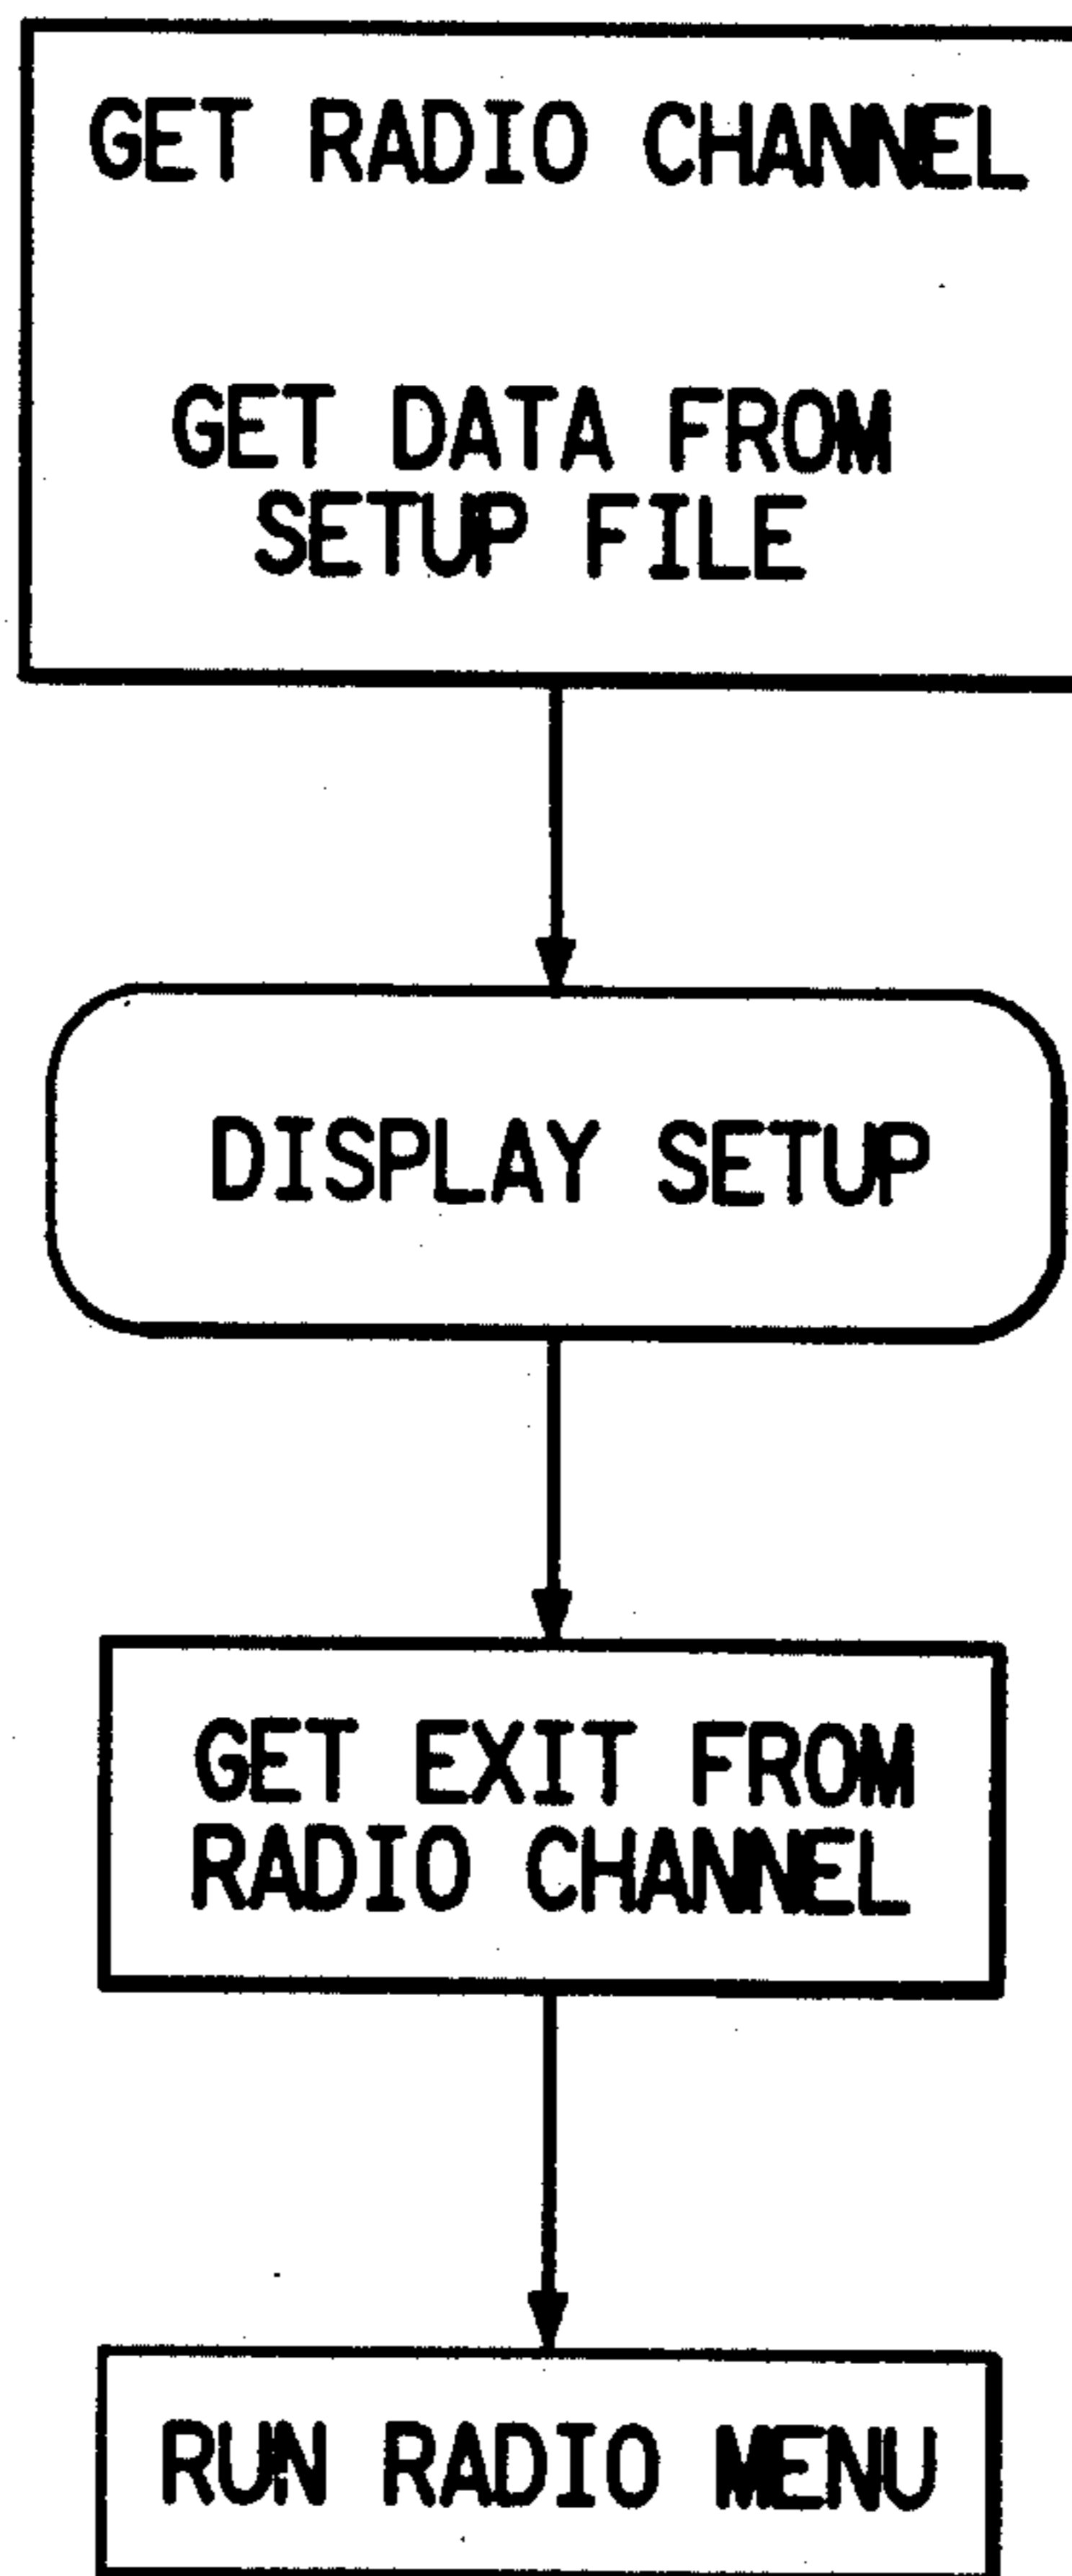 GET RADIO CHANNEL
GET DATA FROM
SETUP FILE
DISPLAY SETUP
GET EXIT FROM
RADIO CHANNEL
RUN RADIO MENU